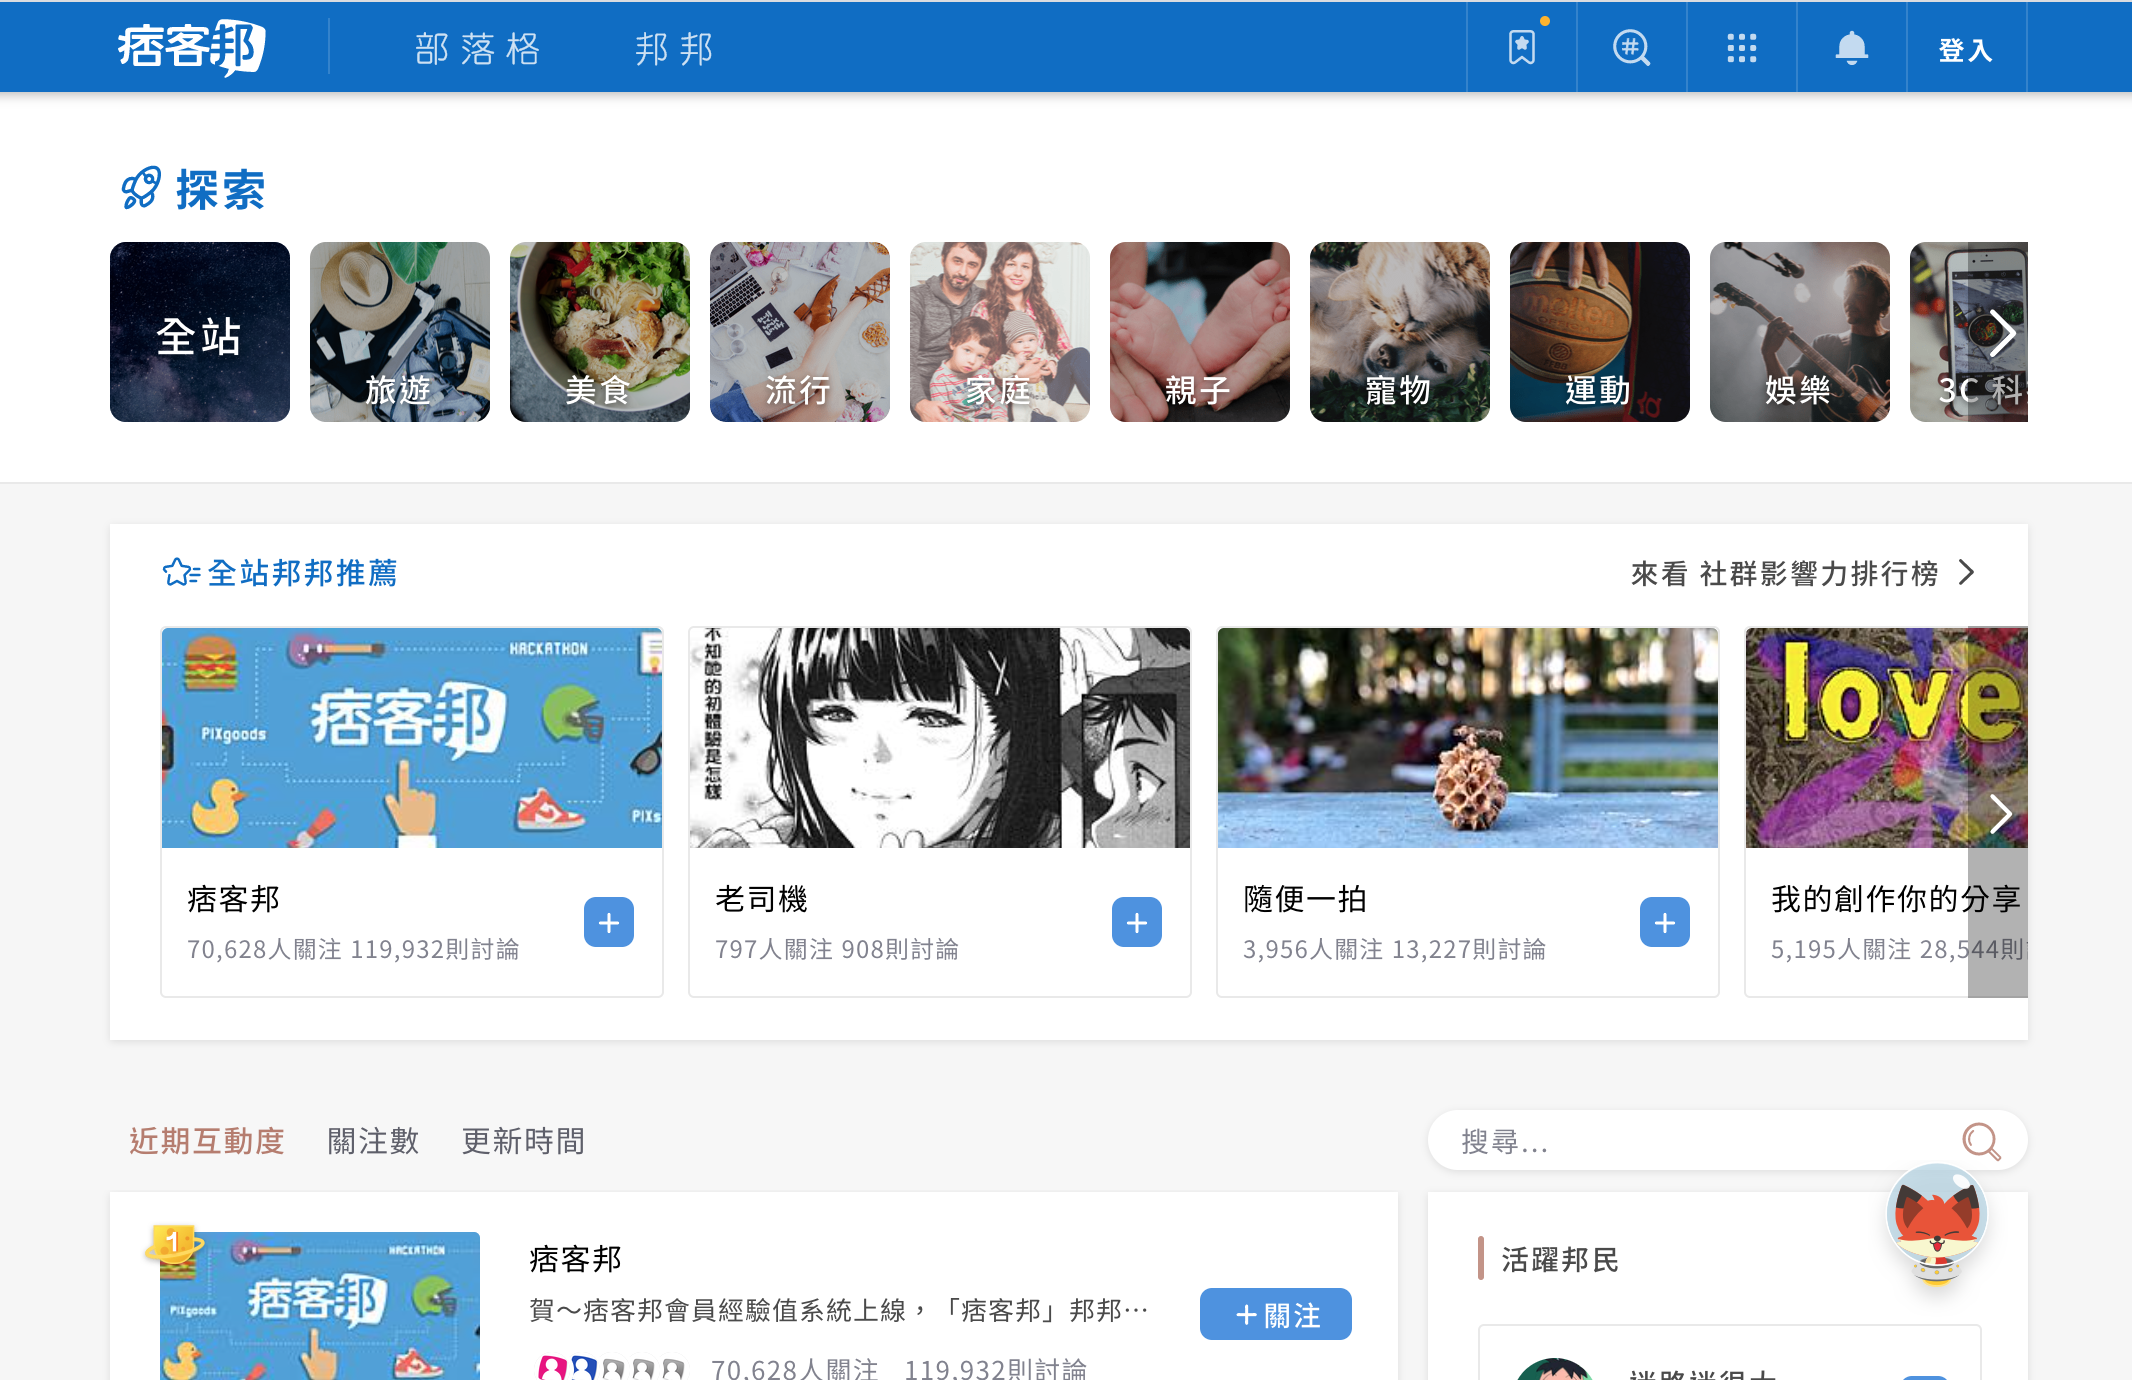 痞客邦
部落格
邦邦
登入
探索
全站
旅遊
美食
流行
家庭
親子
寵物
運動
娛樂
3C 科
全站邦邦推薦
來看 社群影響力排行榜
HACKATHON
痞客邦
PIXgoods
PIXs
不知她的初體驗是怎樣
love
痞客邦
70,628人關注 119,932則討論
老司機
797人關注 908則討論
隨便一拍
3,956人關注 13,227則討論
我的創作你的分享
5,195人關注 28,544則
近期互動度
關注數
更新時間
搜尋...
1
HACKATHON
痞客邦
PIXgoods
痞客邦
賀～痞客邦會員經驗值系統上線，「痞客邦」邦邦…
＋關注
70,628人關注 119,932則討論
活躍邦民